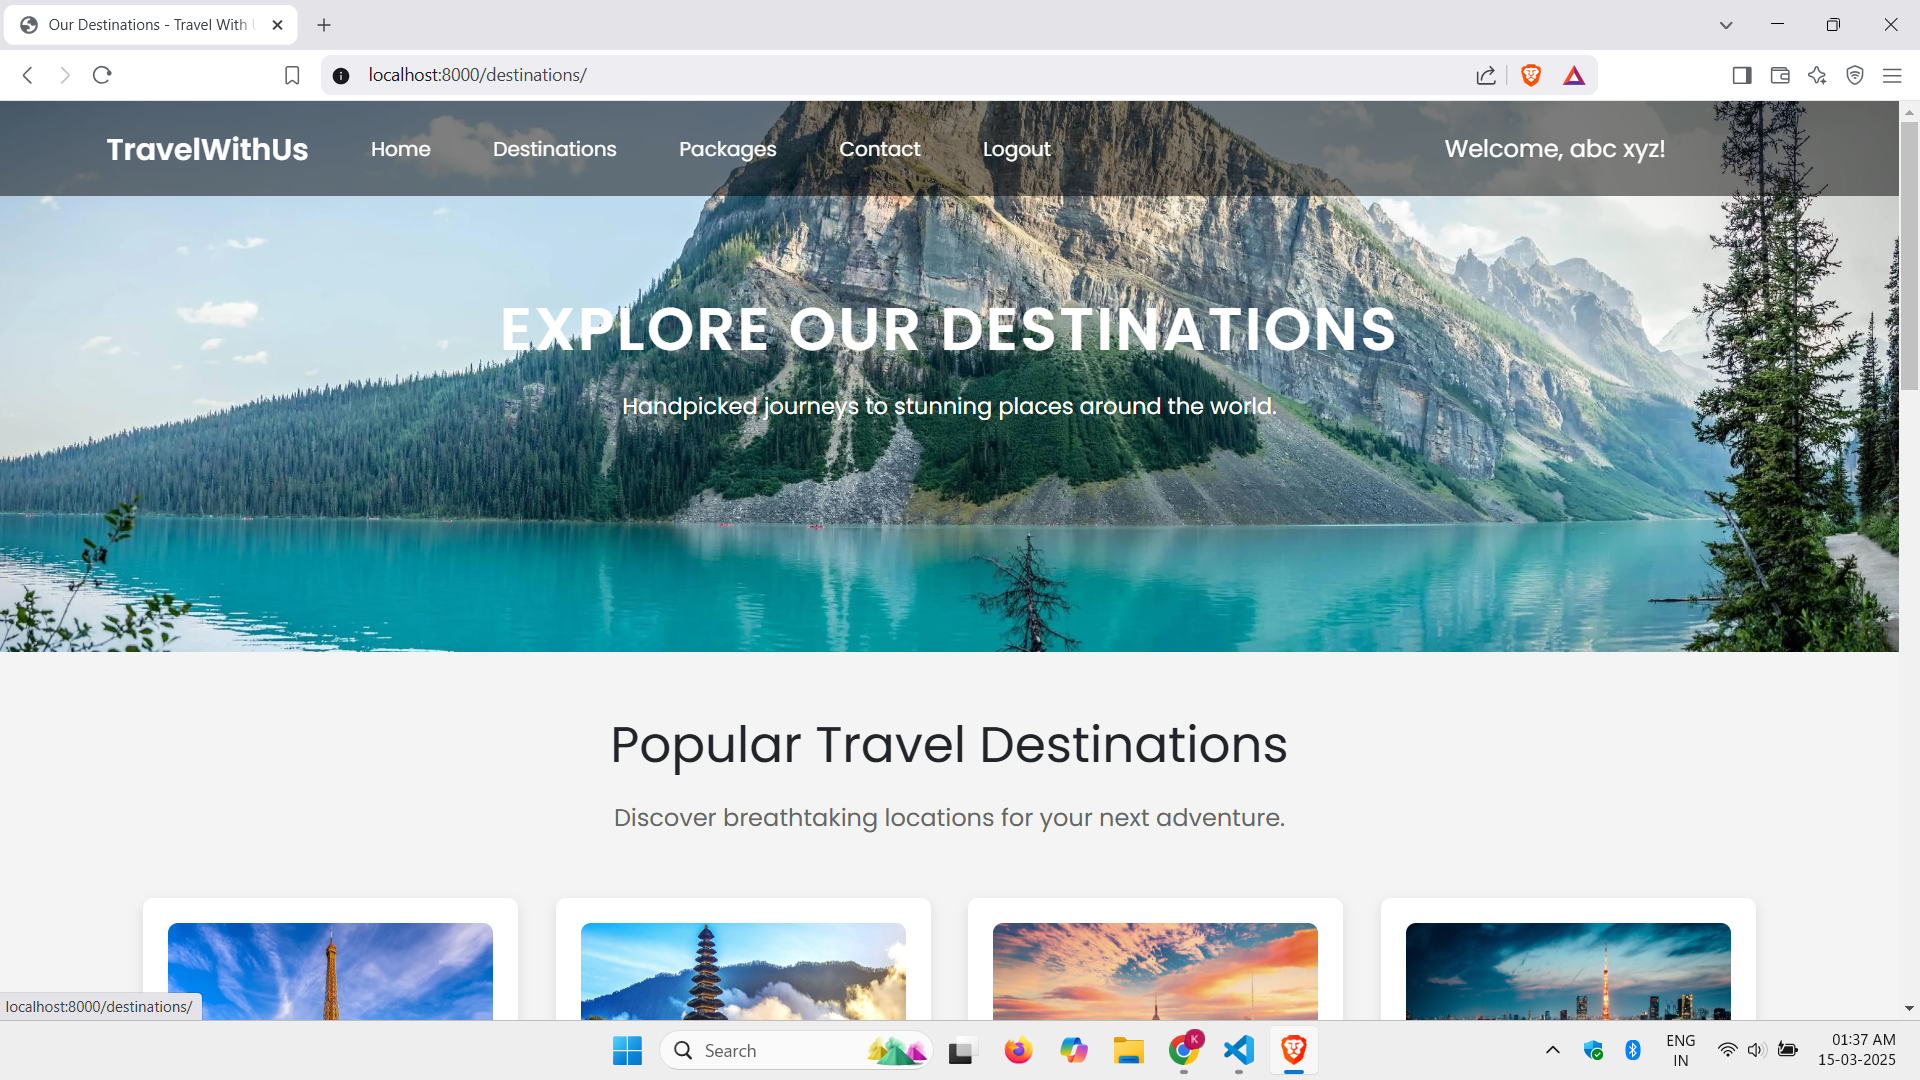 Our Destinations - Travel With
localhost:8000/destinations/
TravelWithUs
Home
Destinations
Packages
Contact
Logout
Welcome, abc xyz!
EXPLORE OUR DESTINATIONS
Handpicked journeys to stunning places around the world.
Popular Travel Destinations
Discover breathtaking locations for your next adventure.
localhost:8000/destinations/
Search
K
ENG
IN
01:37 AM
15-03-2025